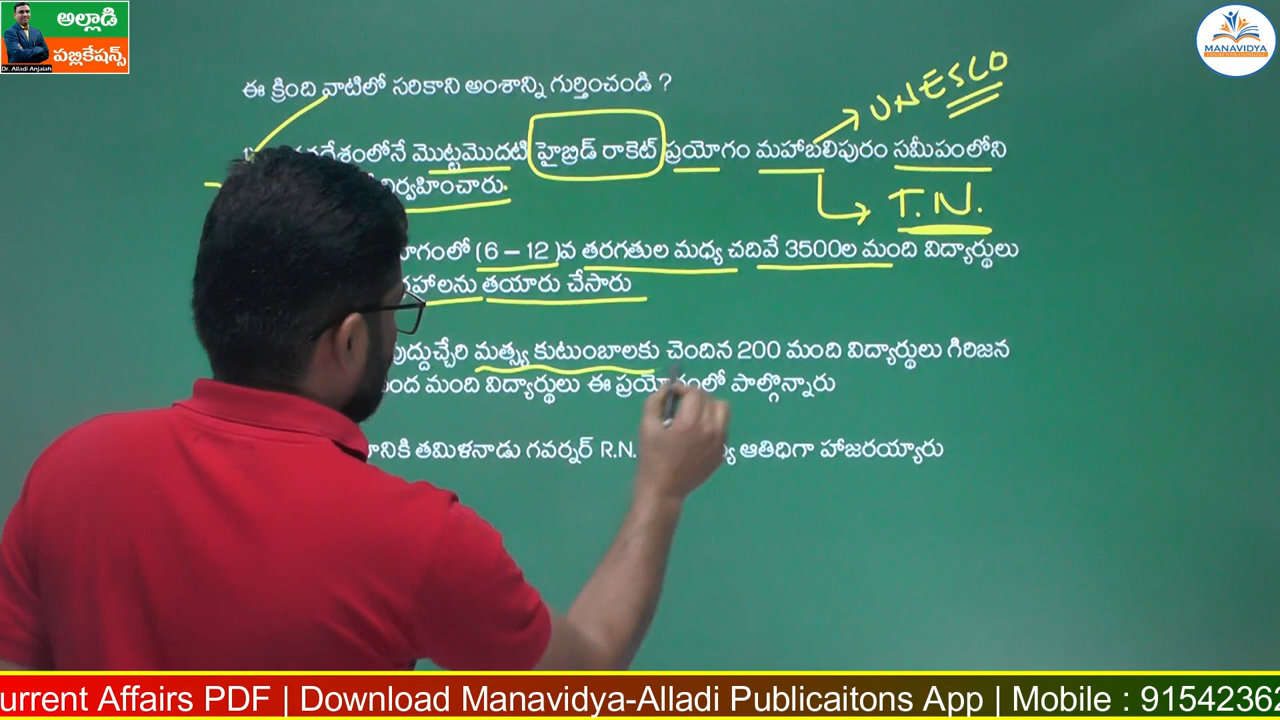 అల్లాడి
పబ్లికేషన్స్
Dr. Alladi Anjaiah
MANAVIDYA
ఈ క్రింది వాటిలో సరికాని అంశాన్ని గుర్తించండి ?
UNESCO
మొట్టమొదటి హైబ్రిడ్ రాకెట్ ప్రయోగం మహాబలిపురం సమీపంలోని
నిర్వహించారు.
T.N.
(6 – 12 )వ తరగతుల మధ్య చదివే 3500ల మంది విద్యార్థులు
తయారు చేసారు
పుద్దుచ్చేరి మత్స్య కుటుంబాలకు చెందిన 200 మంది విద్యార్థులు గిరిజన
మంది విద్యార్థులు ఈ ప్రయోగంలో పాల్గొన్నారు
తమిళనాడు గవర్నర్ R.N. ఆతిధిగా హాజరయ్యారు
urrent Affairs PDF | Download Manavidya-Alladi Publicaitons App | Mobile : 91542362